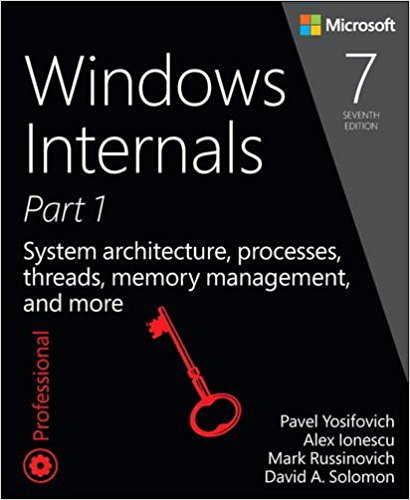 Microsoft
Windows
Internals
7
SEVENTH
EDITION
Part 1
System architecture, processes,
threads, memory management,
and more
Professional
Pavel Yosifovich
Alex Ionescu
Mark Russinovich
David A. Solomon